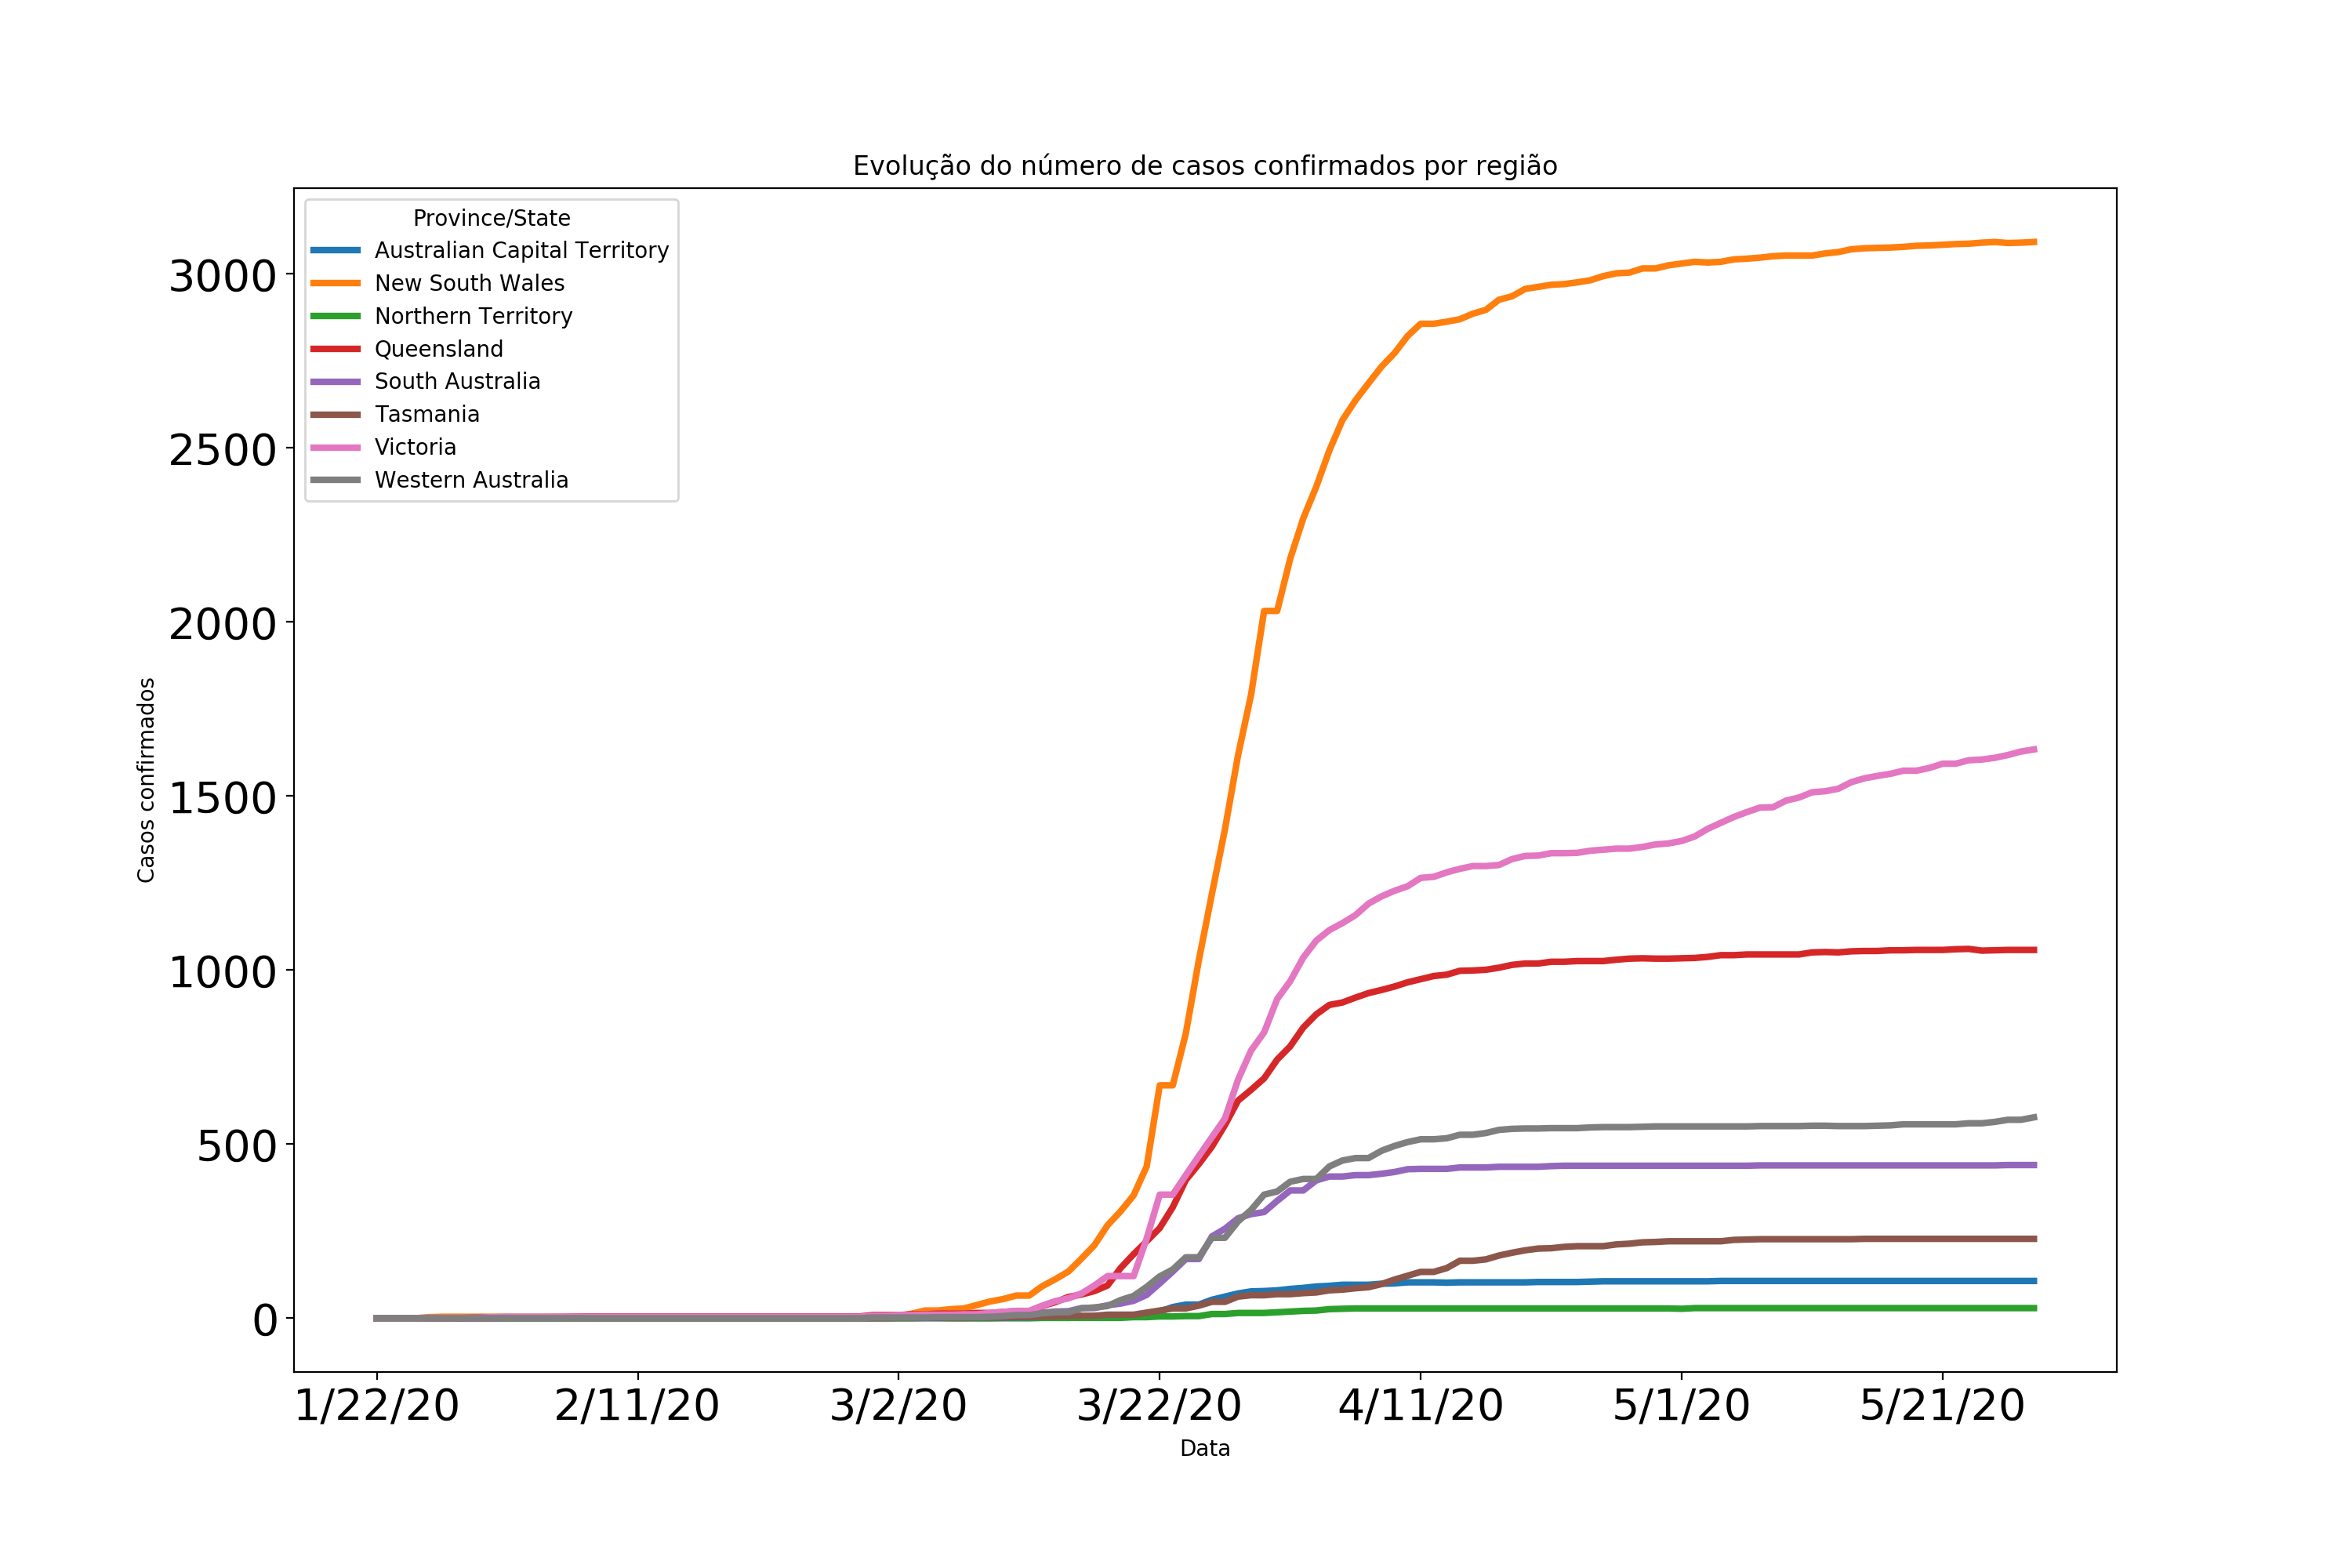 Evolução do número de casos confirmados por região
Province/State
Australian Capital Territory
New South Wales
Northern Territory
Queensland
South Australia
Tasmania
Victoria
Western Australia
3000
2500
2000
1500
1000
500
0
Casos confirmados
1/22/20 2/11/20 3/2/20 3/22/20 4/11/20 5/1/20 5/21/20
Data